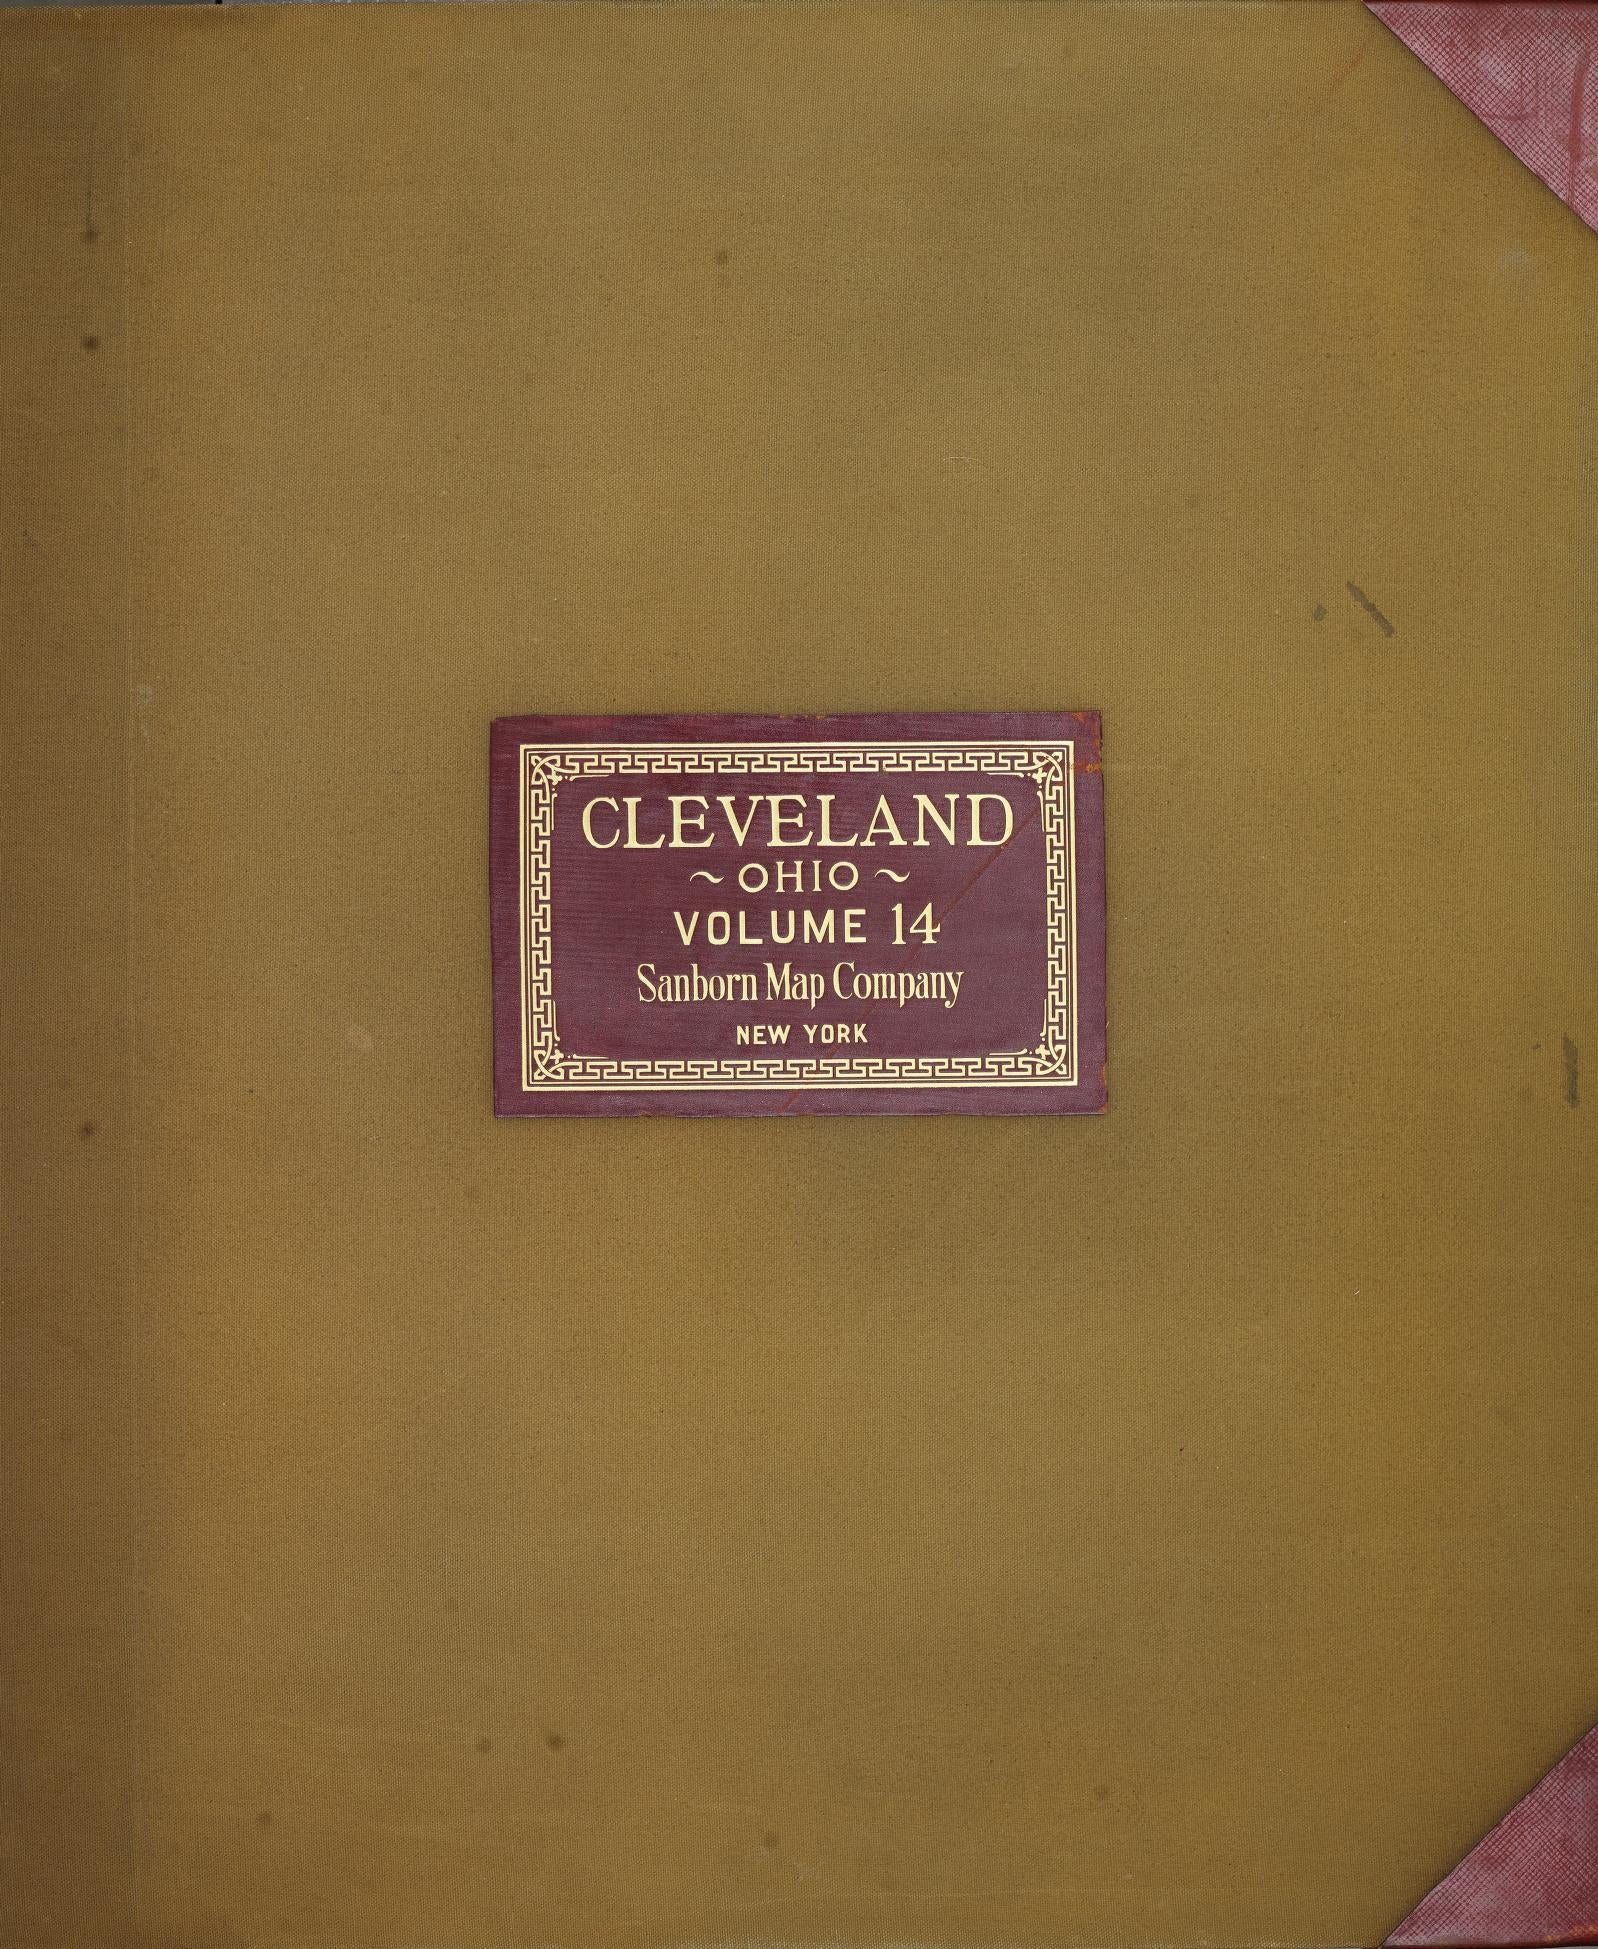 CLEVELAND
~ OHIO ~
VOLUME 14
Sanborn Map Company
NEW YORK